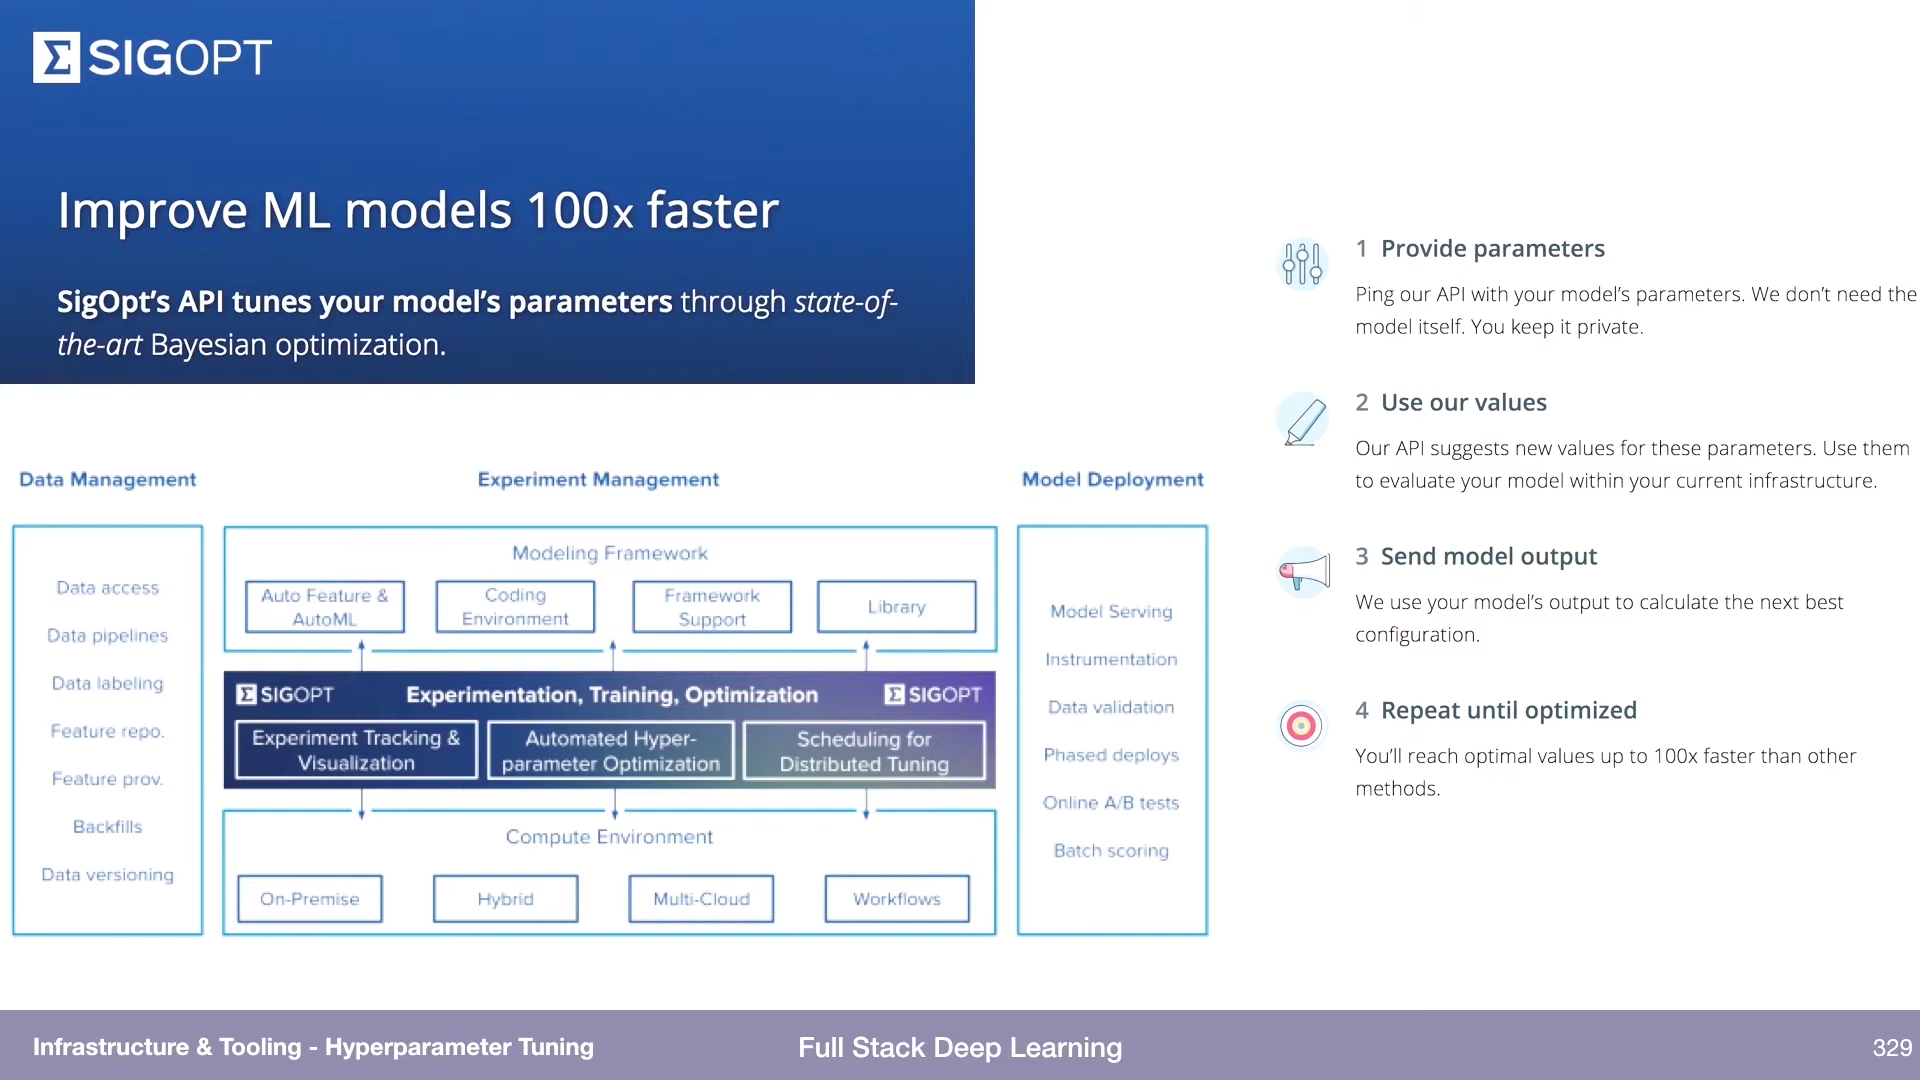 ΣSIGOPT
Improve ML models 100x faster
SigOpt’s API tunes your model’s parameters through state-of-
the-art Bayesian optimization.
Data Management
Data access
Data pipelines
Data labeling
Feature repo.
Feature prov.
Backfills
Data versioning
Experiment Management
Modeling Framework
Auto Feature &
AutoML
Coding
Environment
Framework
Support
Library
ΣSIGOPT
Experimentation, Training, Optimization
ΣSIGOPT
Experiment Tracking &
Visualization
Automated Hyper-
parameter Optimization
Scheduling for
Distributed Tuning
Compute Environment
On-Premise
Hybrid
Multi-Cloud
Workflows
Model Deployment
Model Serving
Instrumentation
Data validation
Phased deploys
Online A/B tests
Batch scoring
1 Provide parameters
Ping our API with your model’s parameters. We don’t need the
model itself. You keep it private.
2 Use our values
Our API suggests new values for these parameters. Use them
to evaluate your model within your current infrastructure.
3 Send model output
We use your model’s output to calculate the next best
configuration.
4 Repeat until optimized
You’ll reach optimal values up to 100x faster than other
methods.
Infrastructure & Tooling - Hyperparameter Tuning
Full Stack Deep Learning
329